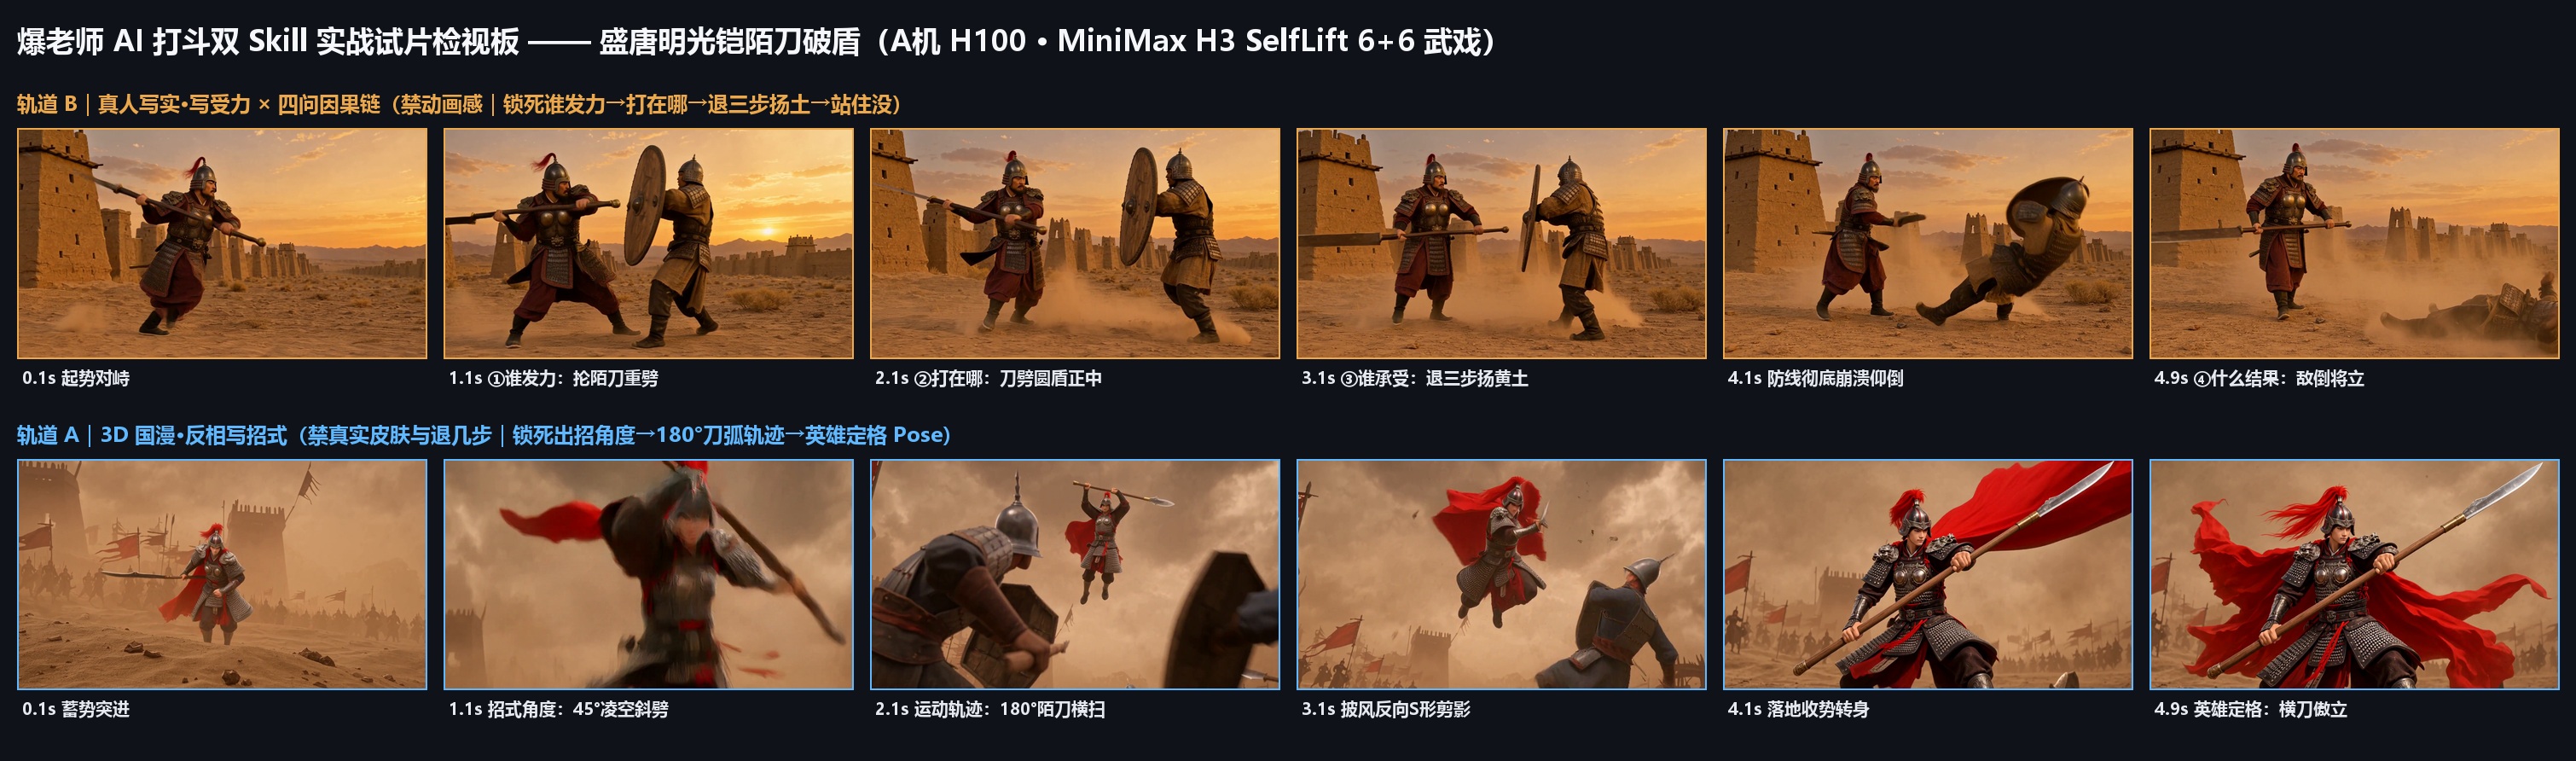 爆老师 AI 打斗双 Skill 实战试片检视板 —— 盛唐明光铠陌刀破盾（A机 H100 • MiniMax H3 SelfLift 6+6 武戏）
轨道 B｜真人写实•写受力 × 四问因果链（禁动画感｜锁死谁发力→打在哪→退三步扬土→站住没）
0.1s 起势对峙
1.1s ①谁发力：抡陌刀重劈
2.1s ②打在哪：刀劈圆盾正中
3.1s ③谁承受：退三步扬黄土
4.1s 防线彻底崩溃仰倒
4.9s ④什么结果：敌倒将立
轨道 A｜3D 国漫•反相写招式（禁真实皮肤与退几步｜锁死出招角度→180°刀弧轨迹→英雄定格 Pose）
0.1s 蓄势突进
1.1s 招式角度：45°凌空斜劈
2.1s 运动轨迹：180°陌刀横扫
3.1s 披风反向S形剪影
4.1s 落地收势转身
4.9s 英雄定格：横刀傲立